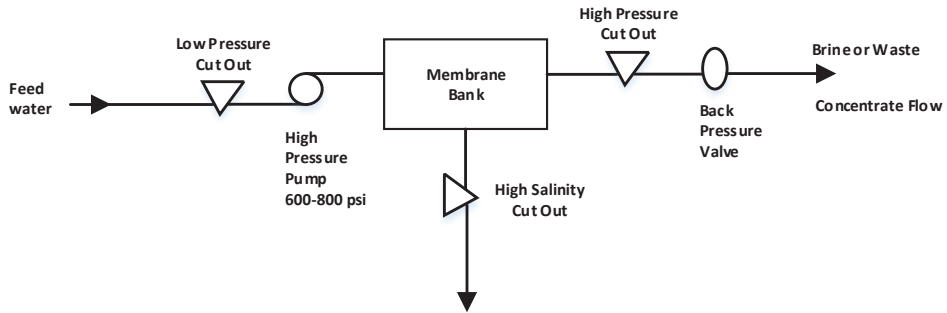 High Pressure
Cut Out
Low Pressure
Cut Out
Brine or Waste
Membrane
Bank
Feed
water
Concentrate Flow
Back
Pressure
Valve
High
Pressure
Pump
600-800 psi
High Salinity
Cut Out